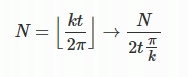 N = ⌊kt/2π⌋ → N/(2t π/k)